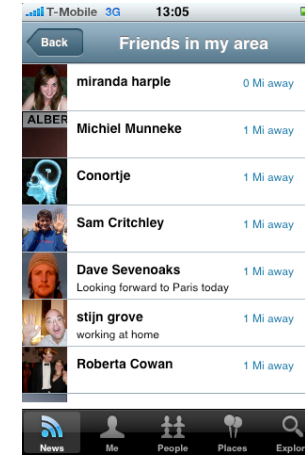 T-Mobile 3G 13:05
Back Friends in my area
miranda harple 0 Mi away
ALBER
Michiel Munneke 1 Mi away
Conortje 1 Mi away
Sam Critchley 1 Mi away
Dave Sevenoaks 1 Mi away
Looking forward to Paris today
stijn grove 1 Mi away
working at home
Roberta Cowan 1 Mi away
News Me People Places Explor